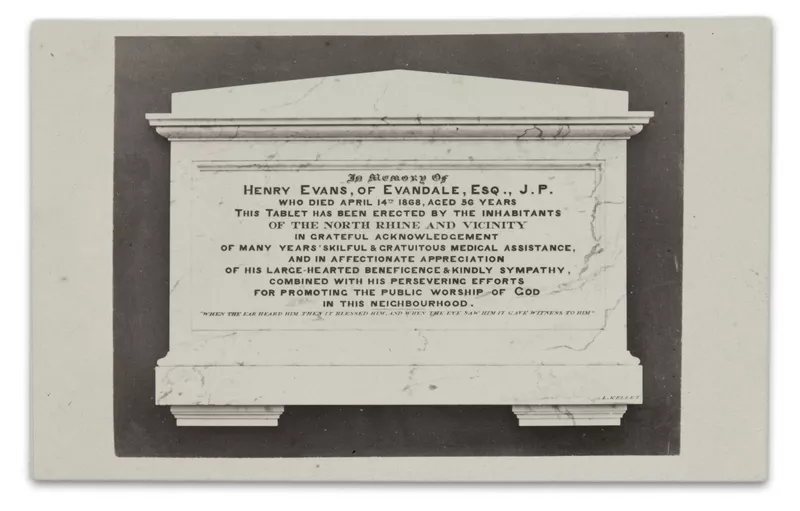 In Memory Of
Henry Evans, of Evandale, Esq., J.P.
who died April 14th 1868, aged 56 years
This Tablet has been erected by the inhabitants
of the North Rhine and vicinity
in grateful acknowledgement
of many years' skilful & gratuitous medical assistance,
and in affectionate appreciation
of his large-hearted beneficence & kindly sympathy,
combined with his persevering efforts
for promoting the public worship of God
in this neighbourhood.
"When the ear heard him then it blessed him, and when the eye saw him it gave witness to him"